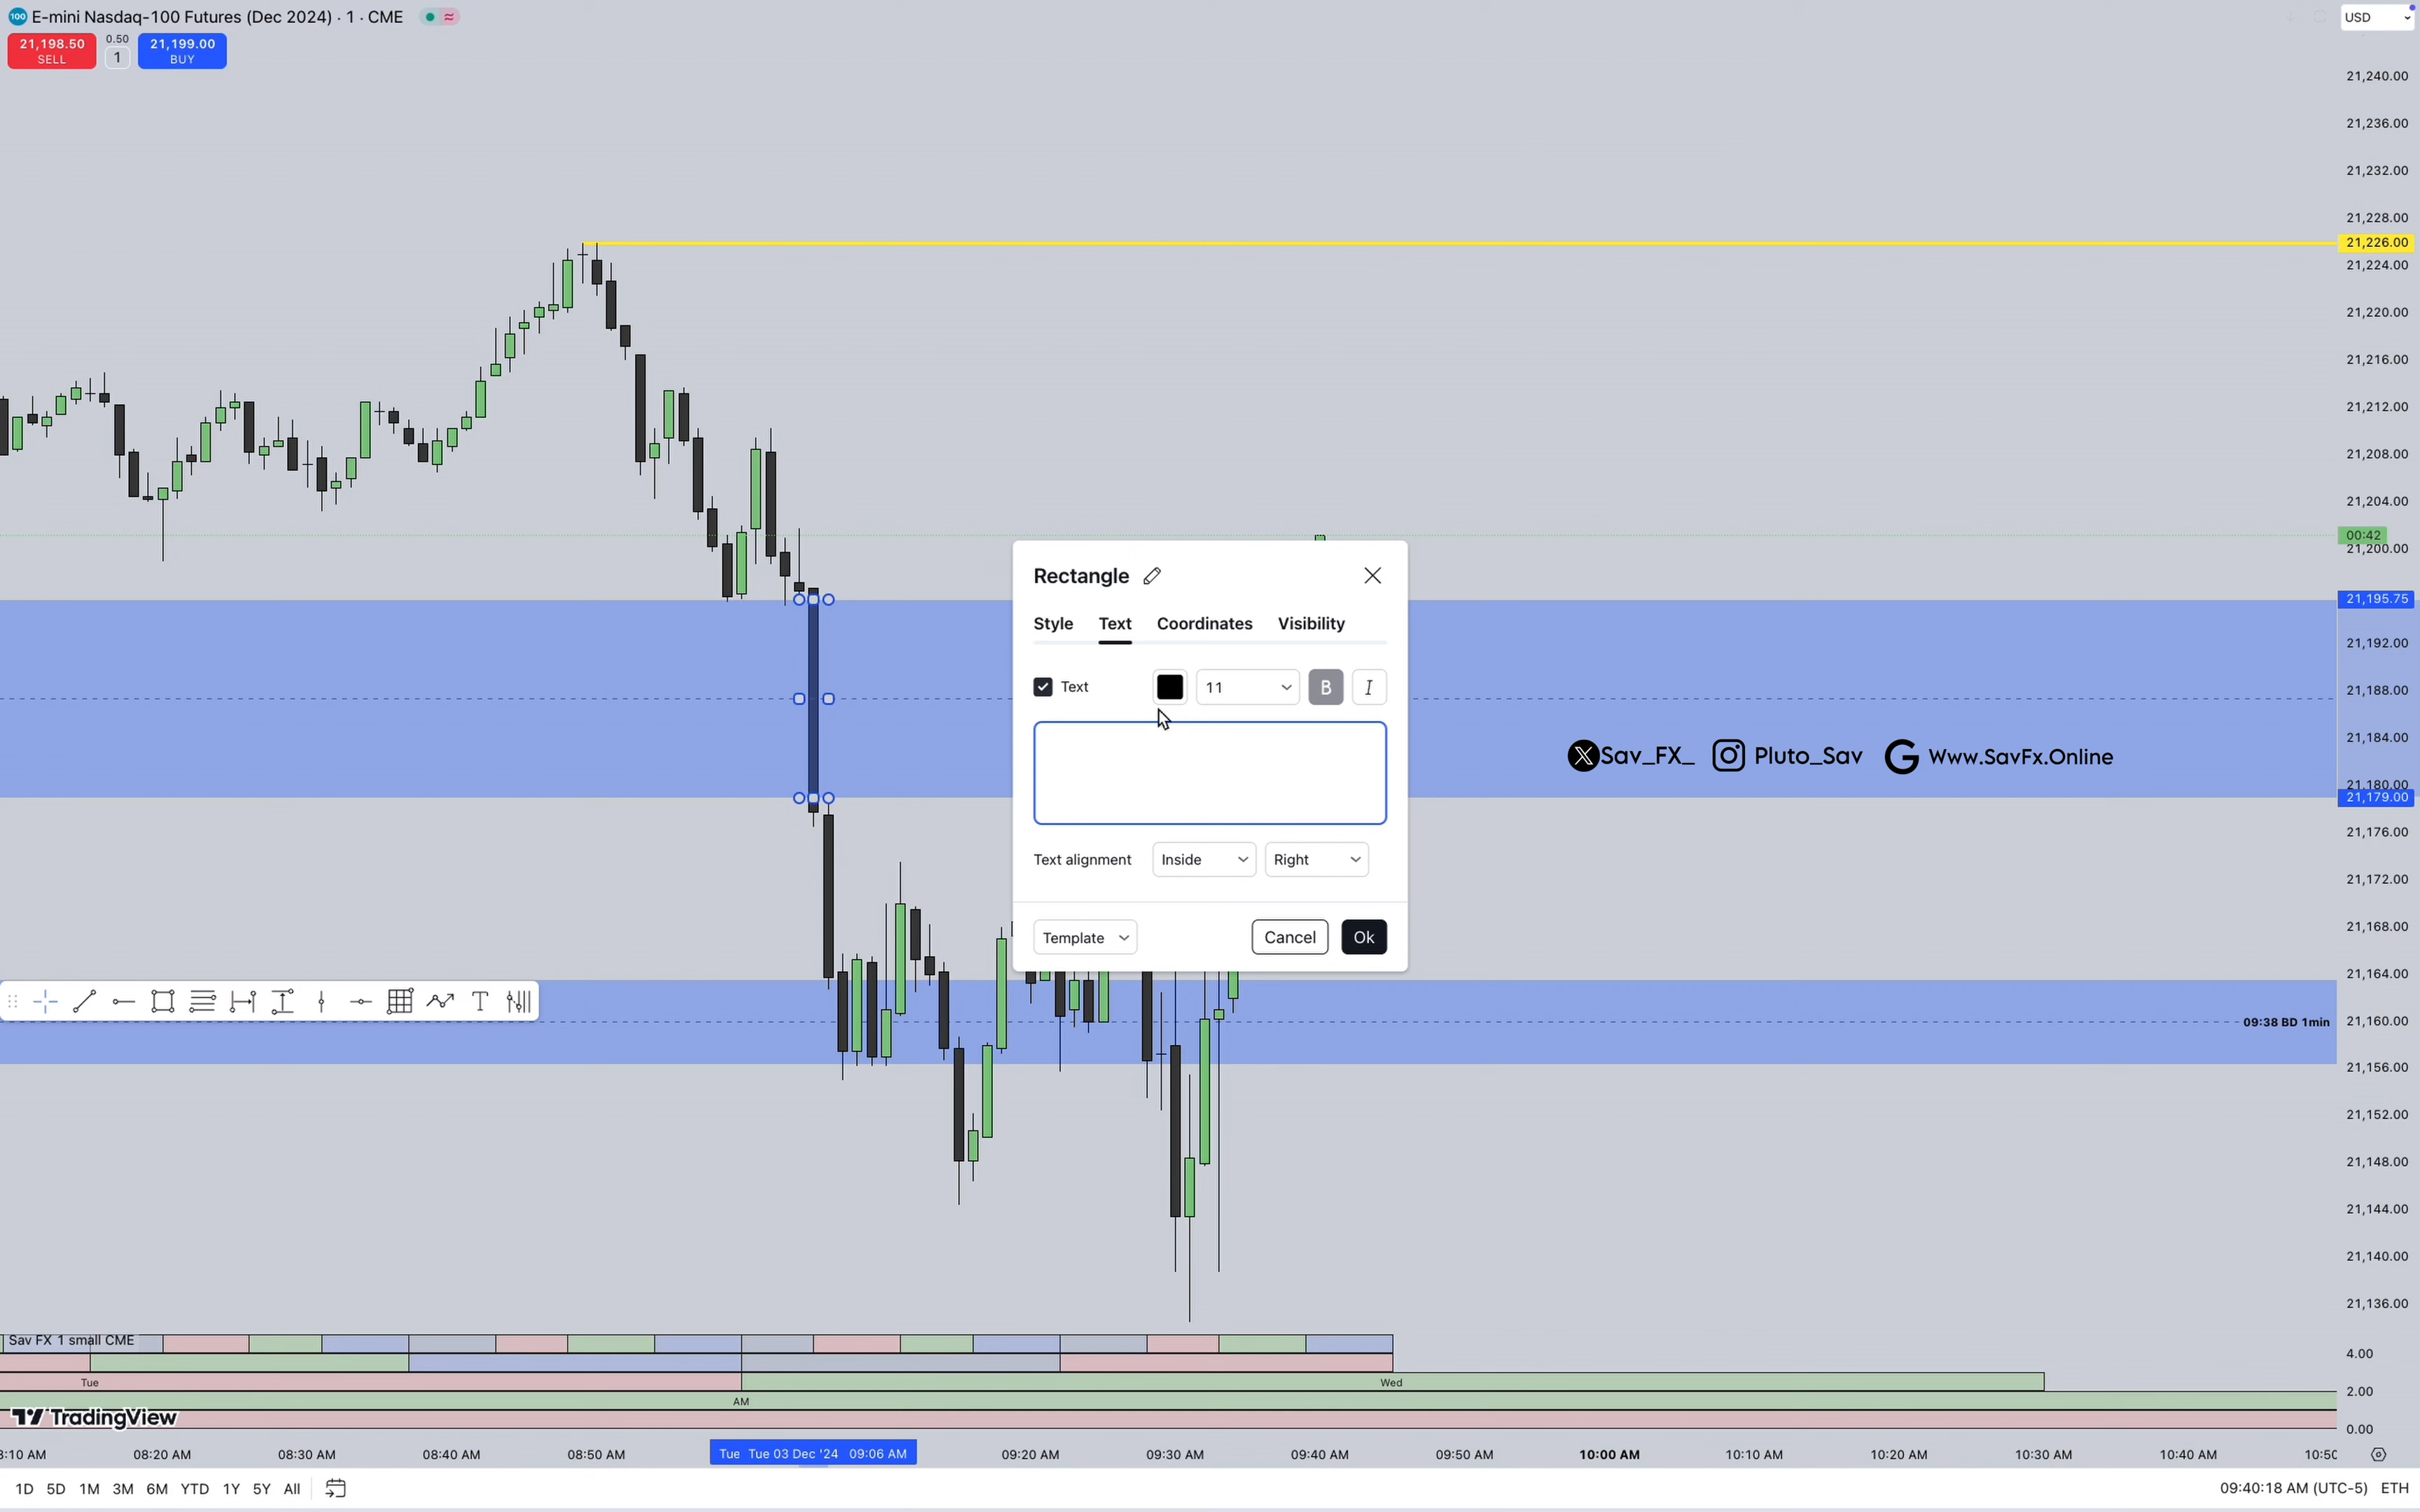 E-mini Nasdaq-100 Futures (Dec 2024) · 1 · CME
USD
21,198.50
SELL
0.50
1
21,199.00
BUY
21,240.00
21,236.00
21,232.00
21,228.00
21,226.00
21,224.00
21,220.00
21,216.00
21,212.00
21,208.00
21,204.00
00:42
21,200.00
21,195.75
21,192.00
21,188.00
21,184.00
21,180.00
21,179.00
21,176.00
21,172.00
21,168.00
21,164.00
21,160.00
21,156.00
21,152.00
21,148.00
21,144.00
21,140.00
21,136.00
Rectangle
Style Text Coordinates Visibility
Text 11 B I
Text alignment Inside Right
Template Cancel Ok
Sav_FX_ Pluto_Sav Www.SavFx.Online
09:38 BD 1min
Sav FX 1 small CME
4.00
2.00
0.00
Tue
Wed
AM
TradingView
08:20 AM 08:30 AM 08:40 AM 08:50 AM Tue Tue 03 Dec '24 09:06 AM 09:20 AM 09:30 AM 09:40 AM 09:50 AM 10:00 AM 10:10 AM 10:20 AM 10:30 AM 10:40 AM
1D 5D 1M 3M 6M YTD 1Y 5Y All
09:40:18 AM (UTC-5) ETH